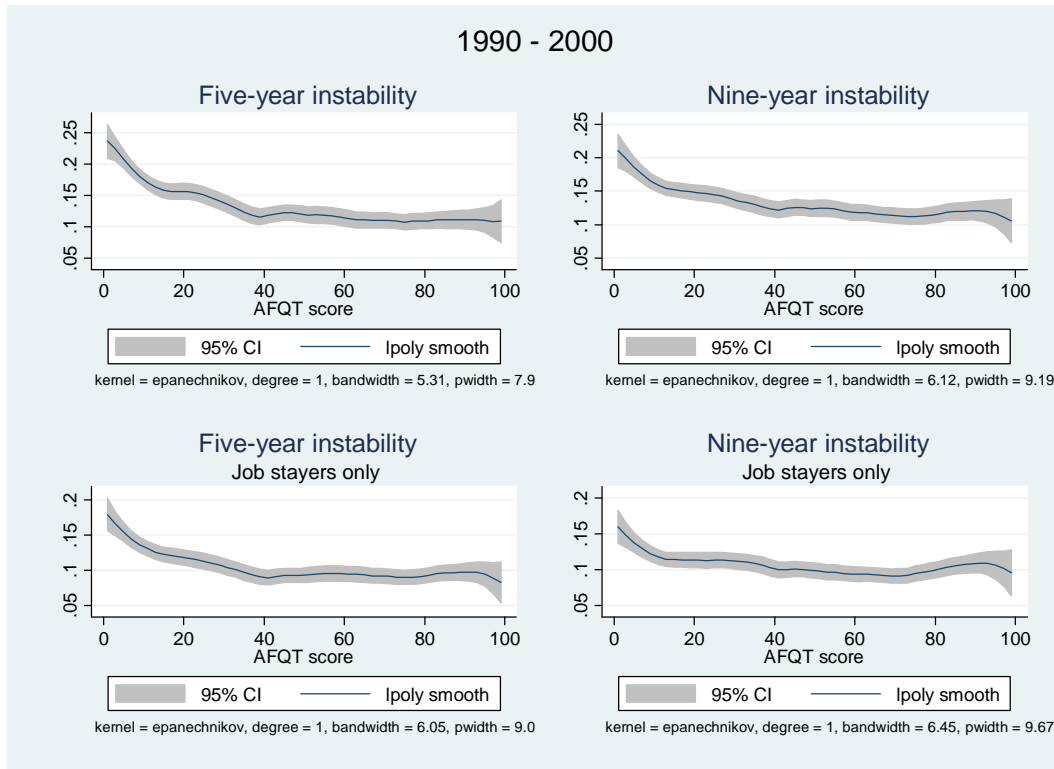 1990 - 2000
Five-year instability
.25
.2
.15
.1
.05
0 20 40 60 80 100
AFQT score
95% CI lpoly smooth
kernel = epanechnikov, degree = 1, bandwidth = 5.31, pwidth = 7.9
Nine-year instability
.25
.2
.15
.1
.05
0 20 40 60 80 100
AFQT score
95% CI lpoly smooth
kernel = epanechnikov, degree = 1, bandwidth = 6.12, pwidth = 9.19
Five-year instability
Job stayers only
.2
.15
.1
.05
0 20 40 60 80 100
AFQT score
95% CI lpoly smooth
kernel = epanechnikov, degree = 1, bandwidth = 6.05, pwidth = 9.0
Nine-year instability
Job stayers only
.2
.15
.1
.05
0 20 40 60 80 100
AFQT score
95% CI lpoly smooth
kernel = epanechnikov, degree = 1, bandwidth = 6.45, pwidth = 9.67